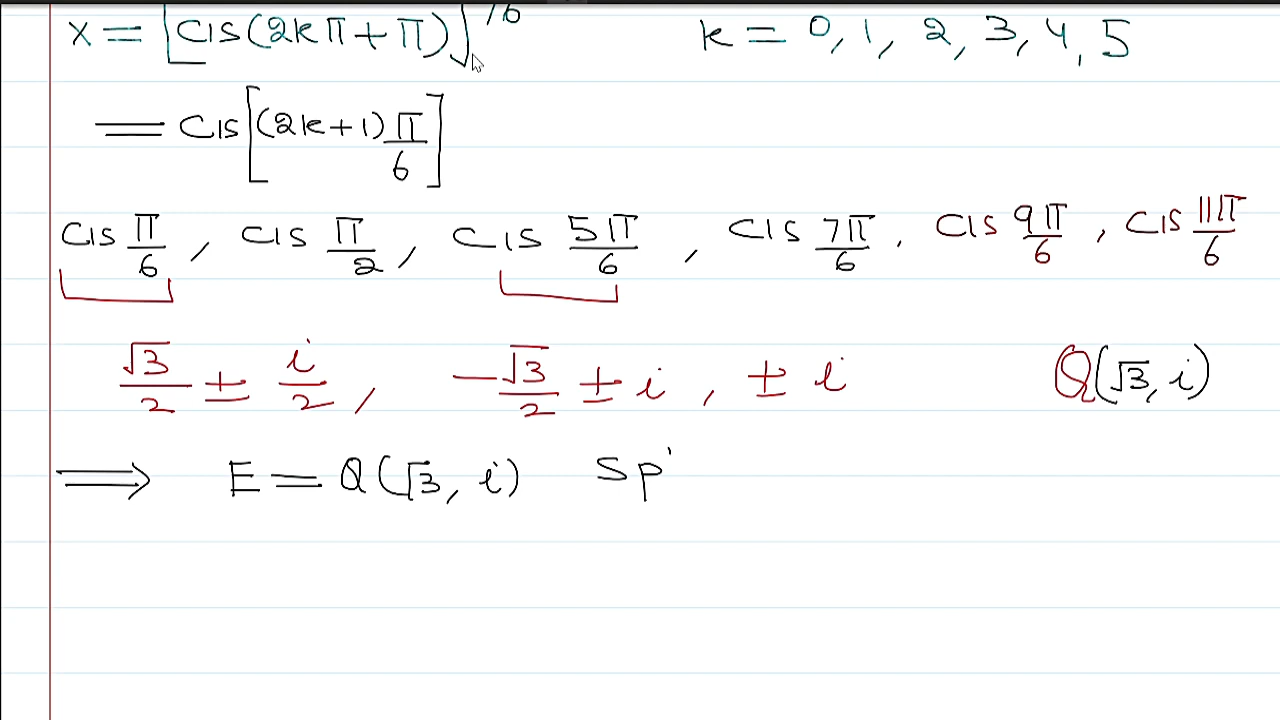 x = [cis(2kπ+π)]^1/6 k = 0, 1, 2, 3, 4, 5
= cis[(2k+1)π/6]
cis π/6, cis π/2, cis 5π/6, cis 7π/6, cis 9π/6, cis 11π/6
√3/2 ± i/2, -√3/2 ± i, ± i Q(√3, i)
⟹ E = Q(√3, i) Sp'